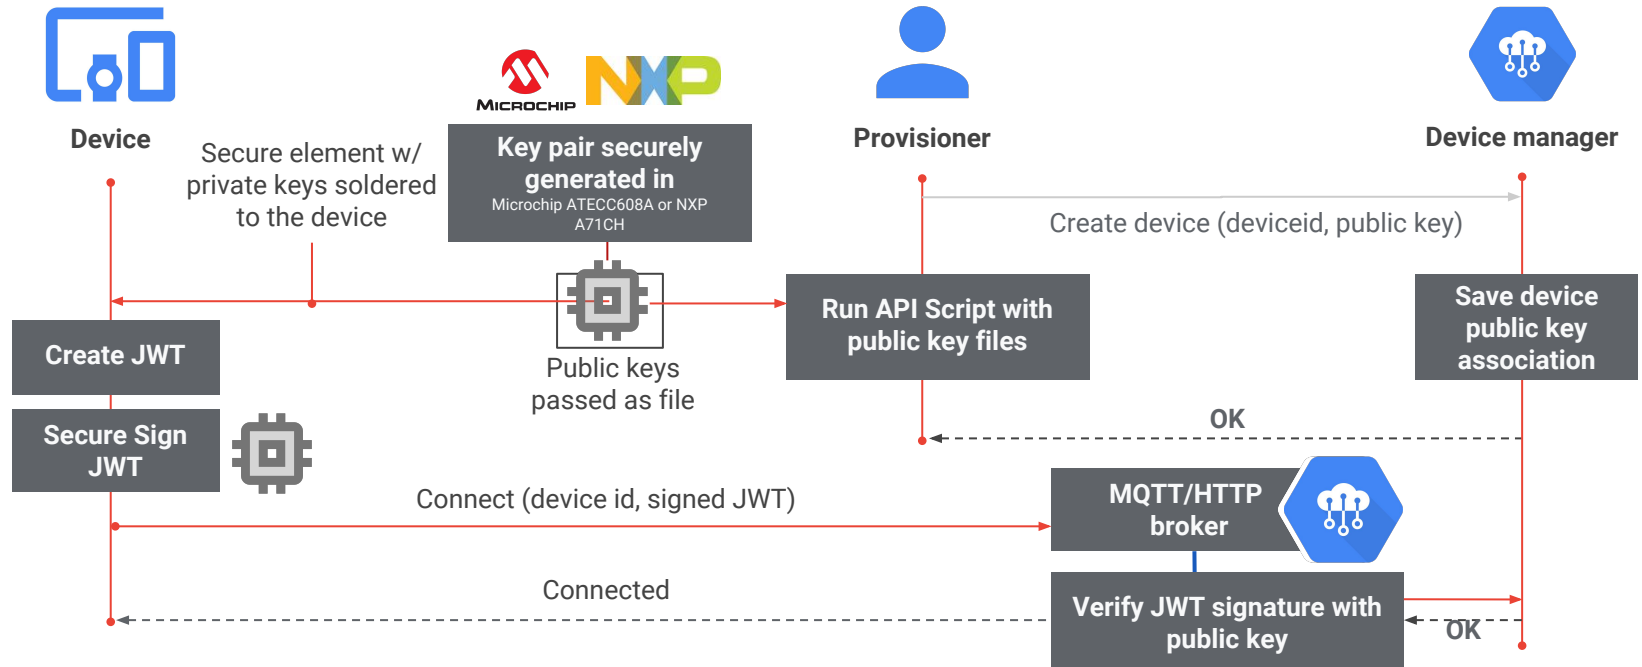 MICROCHIP
NXP
Device
Secure element w/
private keys soldered
to the device
Key pair securely
generated in
Microchip ATECC608A or NXP
A71CH
Provisioner
Device manager
Create device (deviceid, public key)
Run API Script with
public key files
Save device
public key
association
Create JWT
Public keys
passed as file
OK
Secure Sign
JWT
Connect (device id, signed JWT)
MQTT/HTTP
broker
Connected
Verify JWT signature with
public key
OK